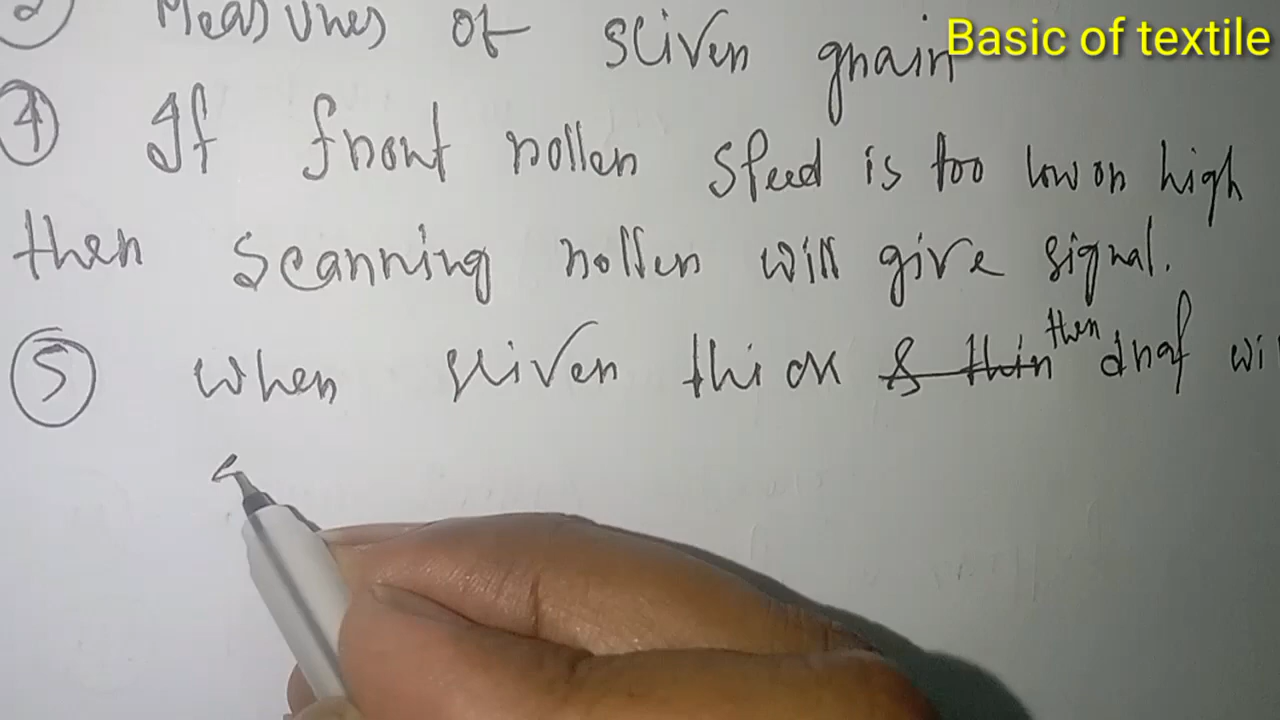 Measures of sliver grain
Basic of textile
④ If front roller speed is too low or high
then scanning roller will give signal.
then
⑤ when sliver thick & thin draf wi